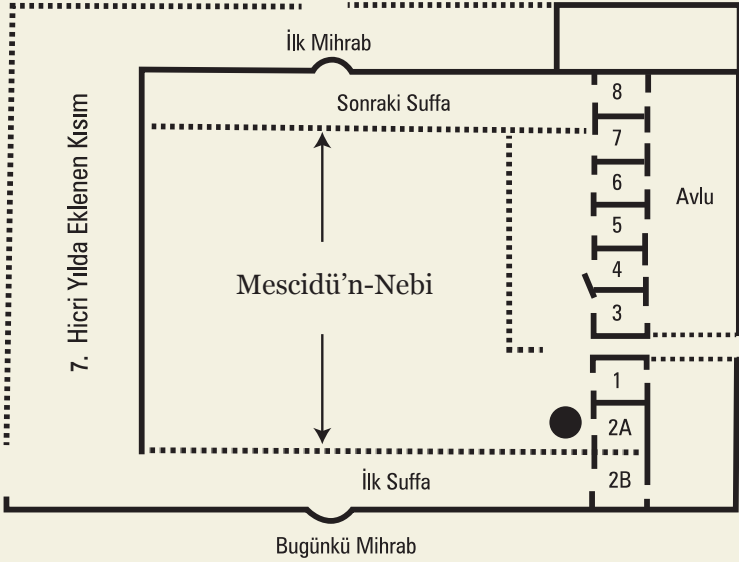 İlk Mihrab
Sonraki Suffa
8
7
6
5
4
3
1
2A
2B
Avlu
7. Hicri Yılda Eklenen Kısım
Mescidü’n-Nebi
İlk Suffa
Bugünkü Mihrab